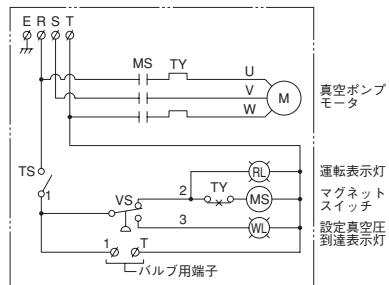 E R S T
MS TY
U
V
W
M
真空ポンプ
モータ
TS
1
VS
2
TY
RL
MS
3
WL
運転表示灯
マグネット
スイッチ
設定真空圧
到達表示灯
1 T
バルブ用端子